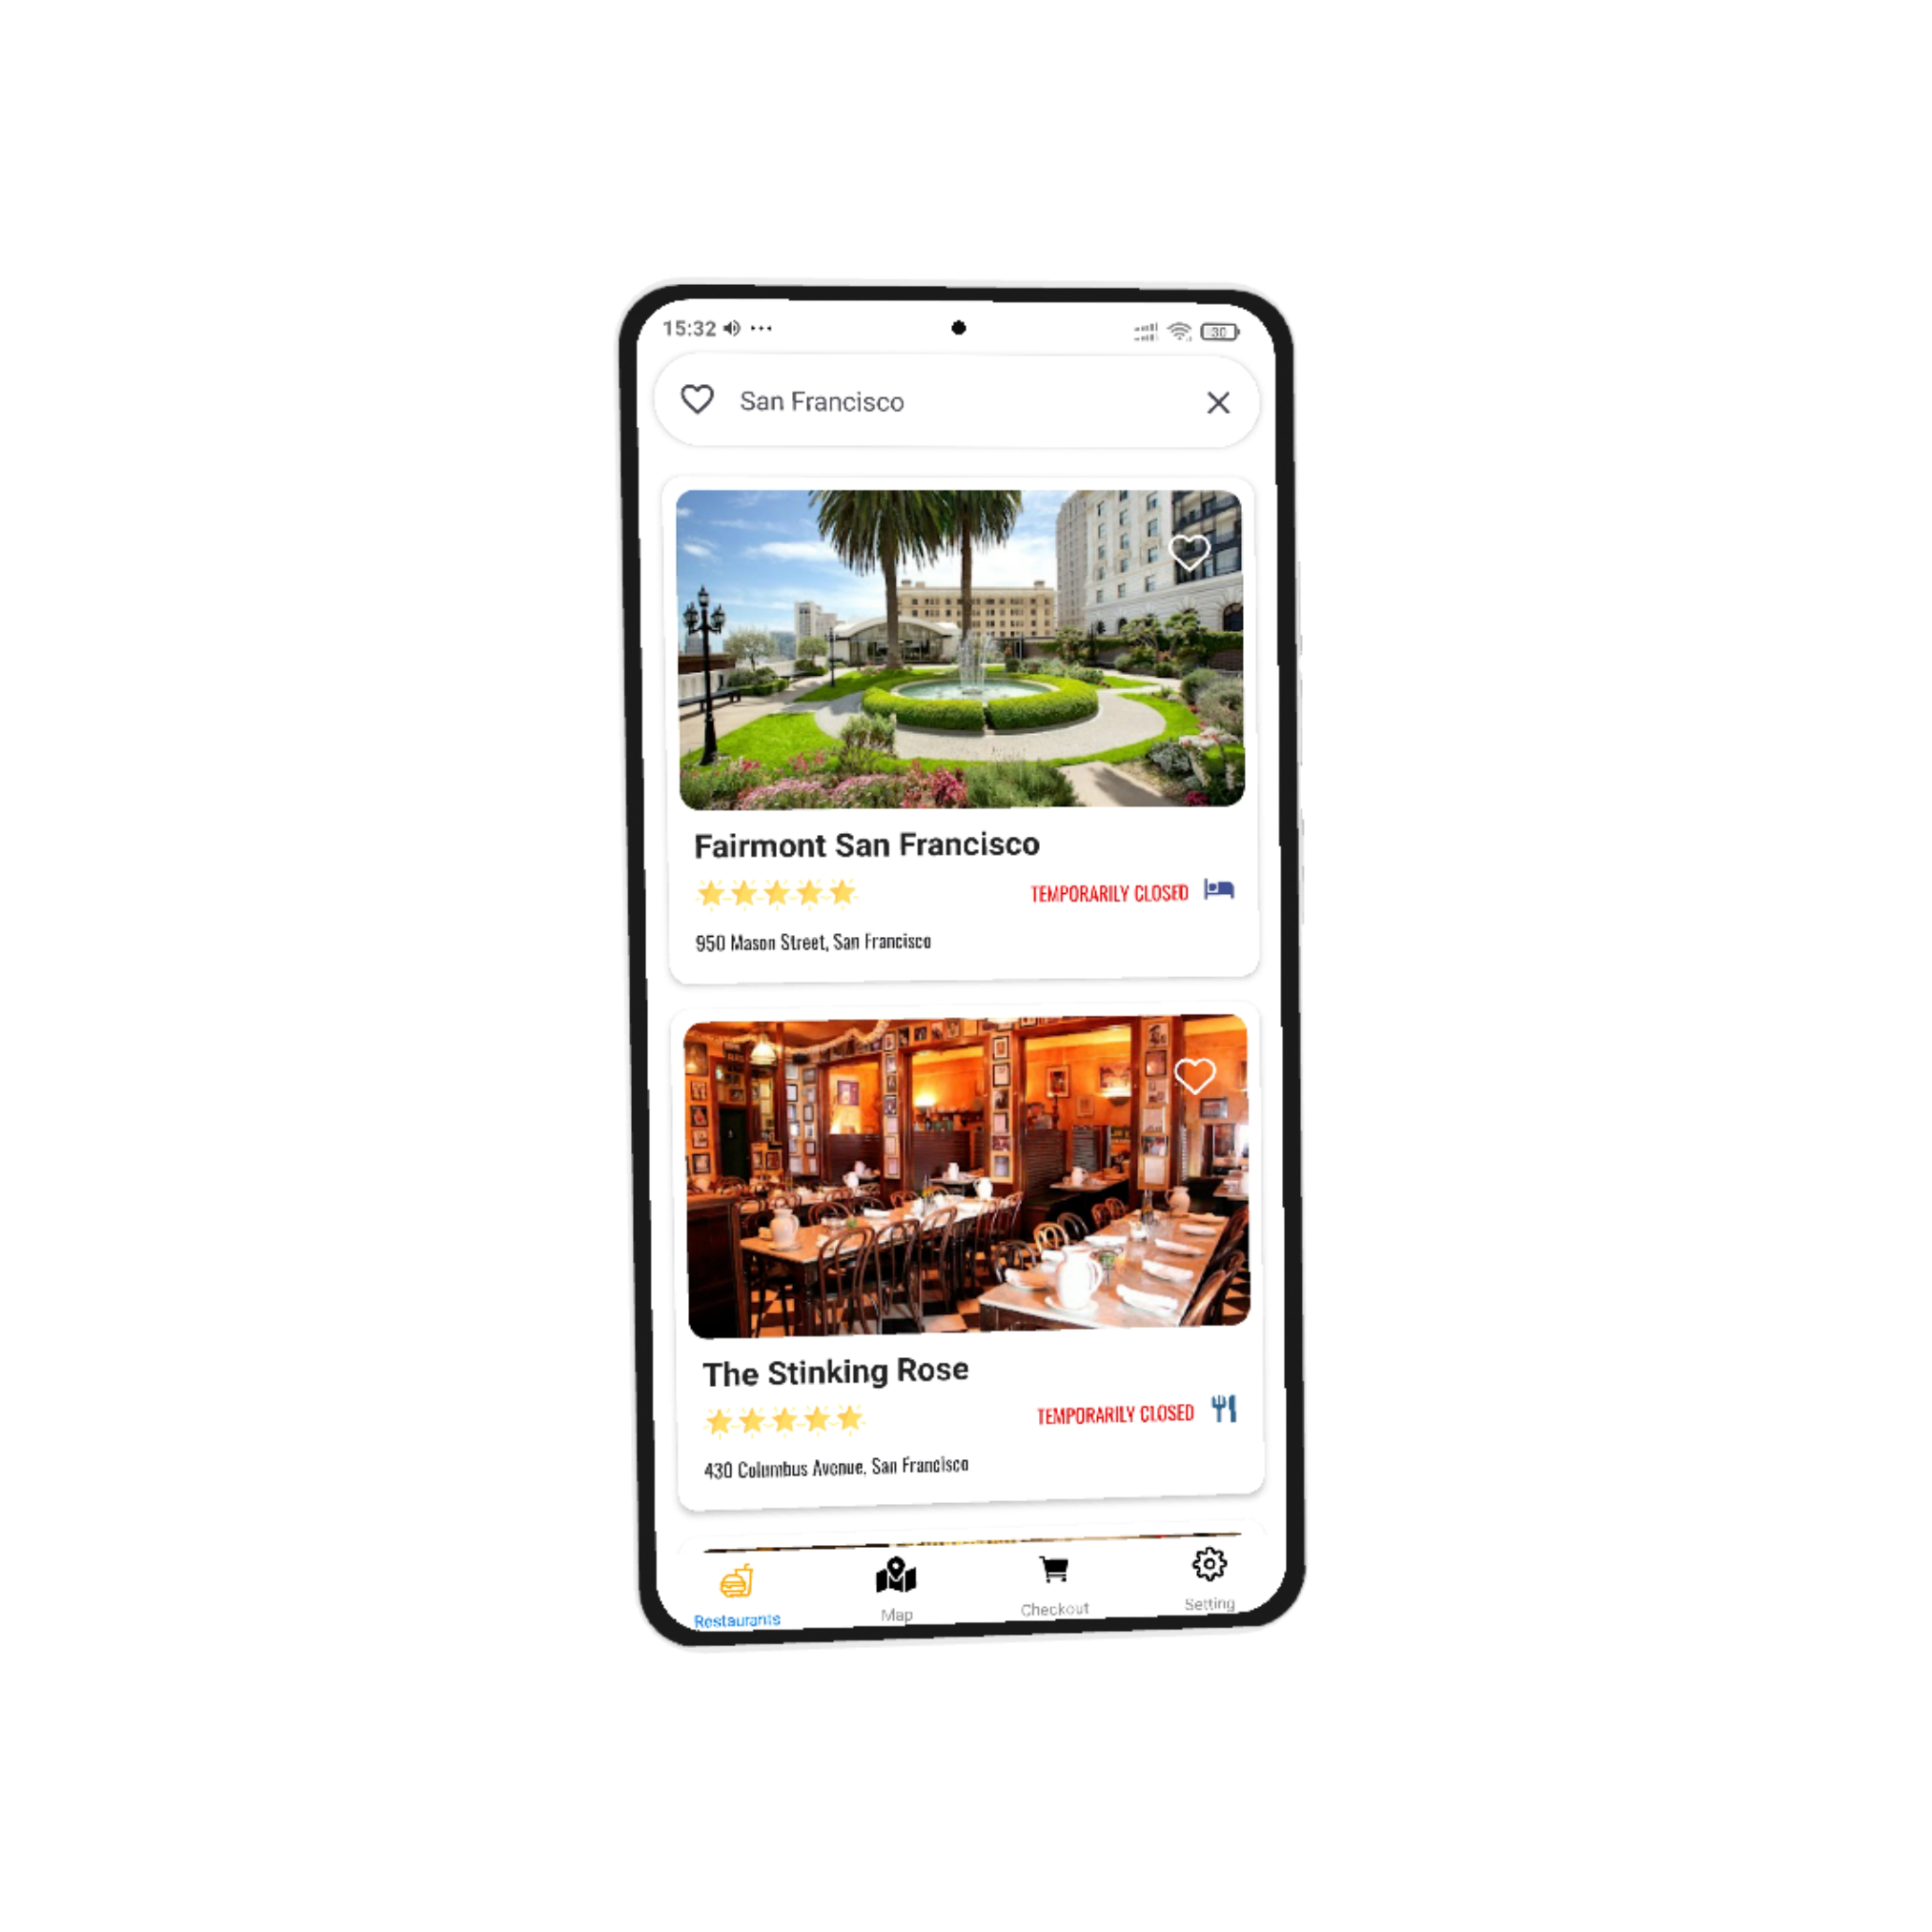 15:32
30
San Francisco
Fairmont San Francisco
TEMPORARILY CLOSED
950 Mason Street, San Francisco
The Stinking Rose
TEMPORARILY CLOSED
430 Columbus Avenue, San Francisco
Restaurants
Map
Checkout
Setting